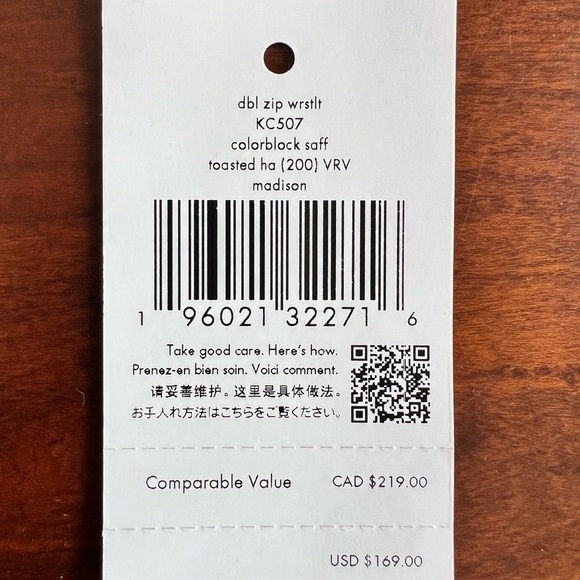 dbl zip wrstlt
KC507
colorblock saff
toasted ha (200) VRV
madison
1 96021 32271 6
Take good care. Here's how.
Prenez-en bien soin. Voici comment.
请妥善维护。这里是具体做法。
お手入れ方法はこちらをご覧ください。
Comparable Value CAD $219.00
USD $169.00